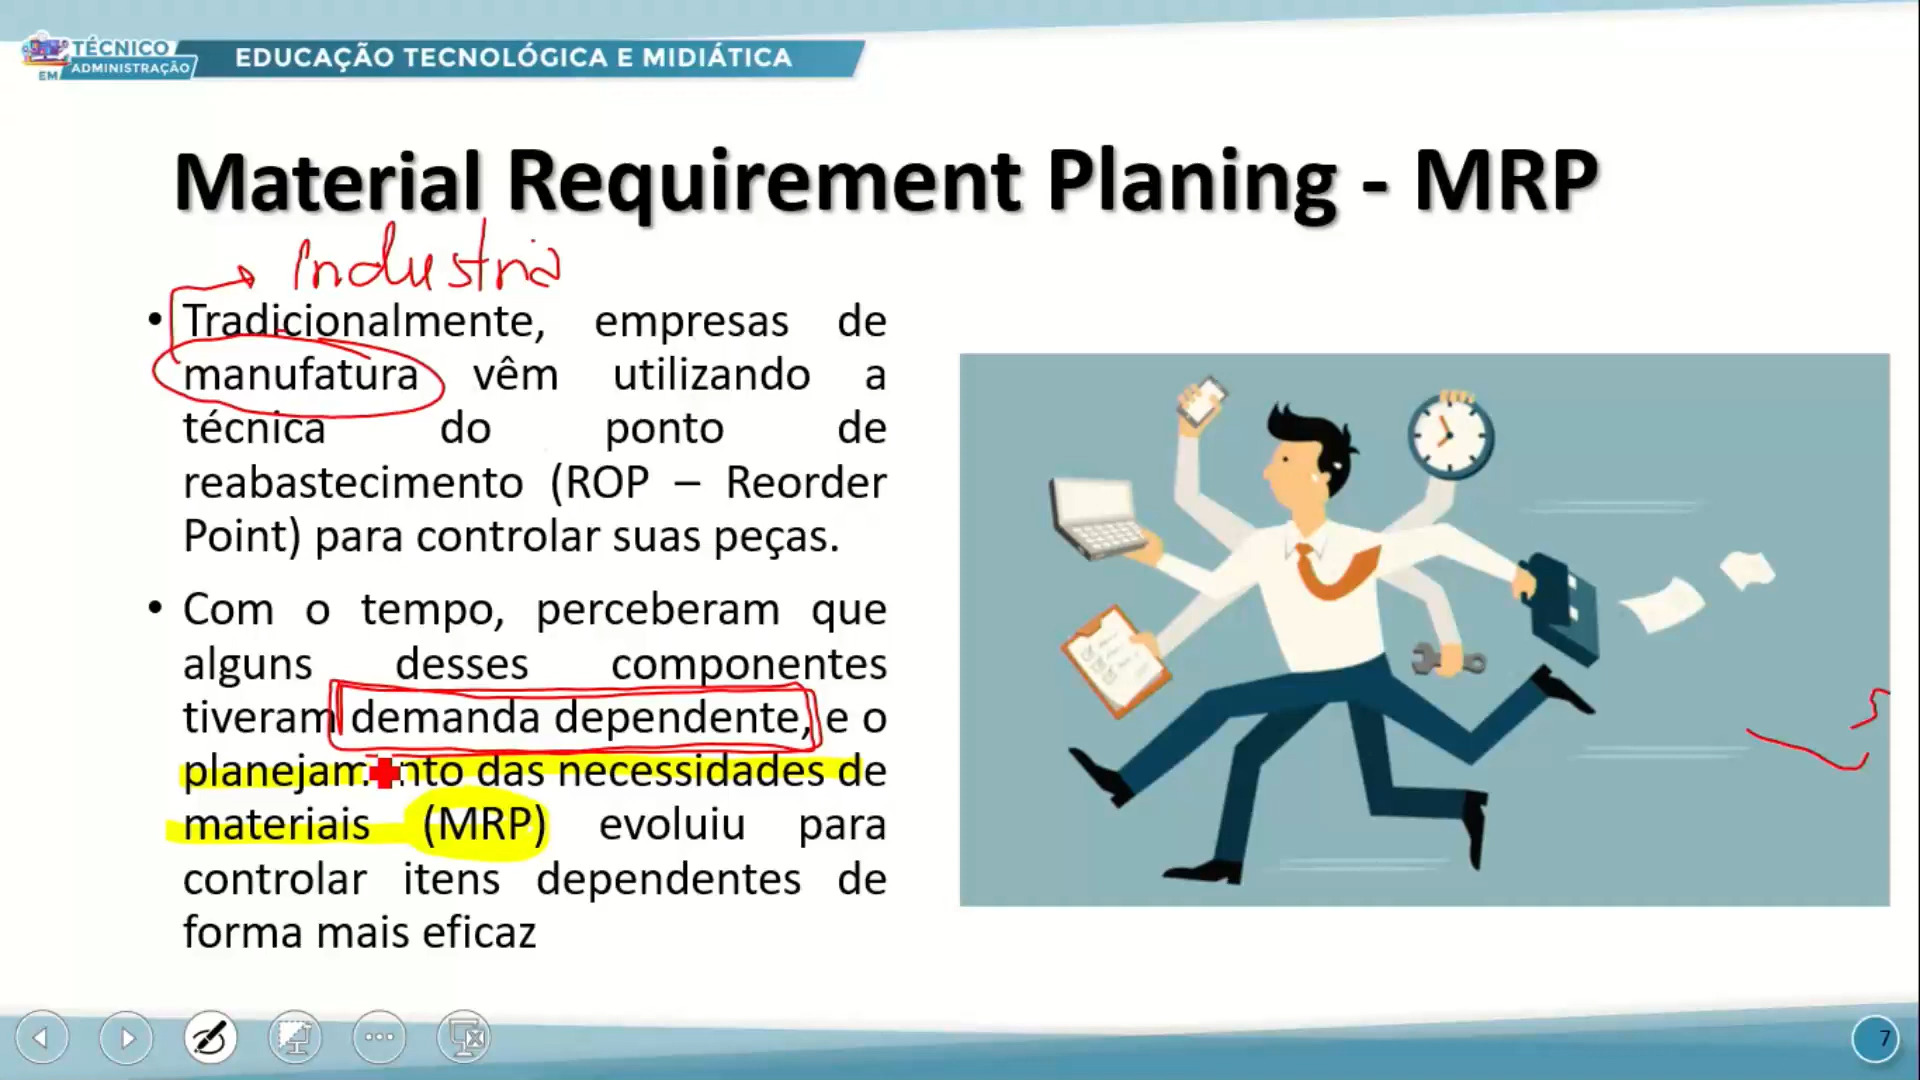 TÉCNICO
EM ADMINISTRAÇÃO
EDUCAÇÃO TECNOLÓGICA E MIDIÁTICA
Material Requirement Planing - MRP
industria
• Tradicionalmente, empresas de
manufatura vêm utilizando a
técnica do ponto de
reabastecimento (ROP – Reorder
Point) para controlar suas peças.
• Com o tempo, perceberam que
alguns desses componentes
tiveram demanda dependente, e o
planejamento das necessidades de
materiais (MRP) evoluiu para
controlar itens dependentes de
forma mais eficaz
7